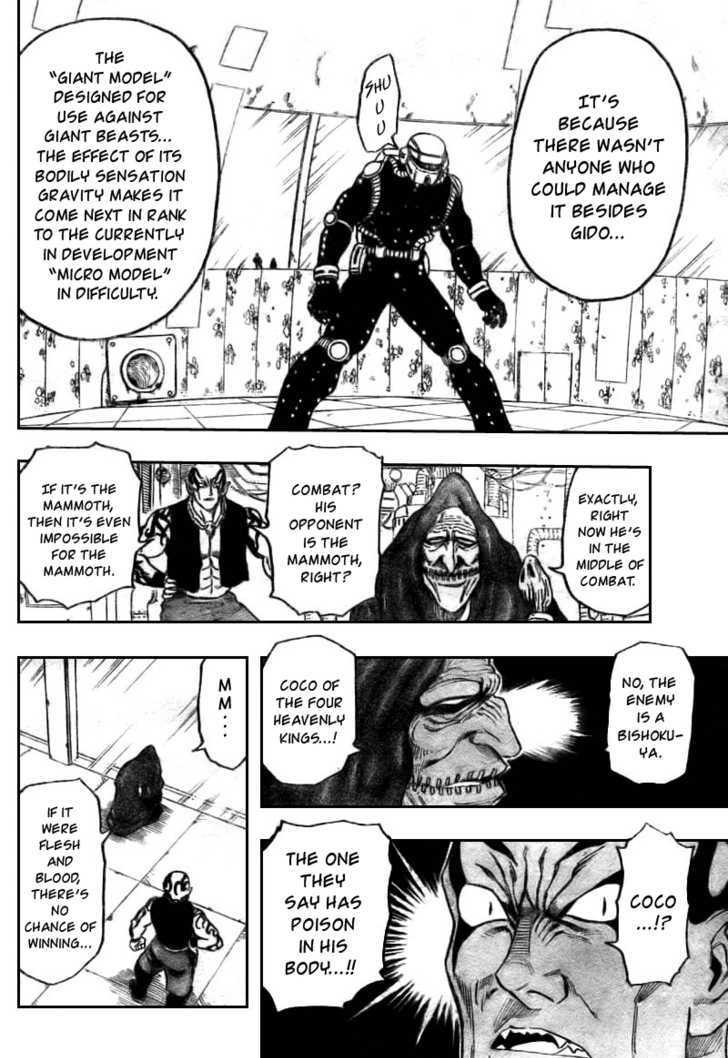 IT'S
BECAUSE
THERE WASN'T
ANYONE WHO
COULD MANAGE
IT BESIDES
GIDO...
SHU
U
U
THE
"GIANT MODEL"
DESIGNED FOR
USE AGAINST
GIANT BEASTS...
THE EFFECT OF ITS
BODILY SENSATION
GRAVITY MAKES IT
COME NEXT IN RANK
TO THE CURRENTLY
IN DEVELOPMENT
"MICRO MODEL"
IN DIFFICULTY.
EXACTLY,
RIGHT
NOW HE'S
IN THE
MIDDLE OF
COMBAT.
COMBAT?
HIS
OPPONENT
IS THE
MAMMOTH,
RIGHT?
IF IT'S THE
MAMMOTH,
THEN IT'S EVEN
IMPOSSIBLE
FOR THE
MAMMOTH.
NO, THE
ENEMY
IS A
BISHOKU-
YA.
COCO OF
THE FOUR
HEAVENLY
KINGS...!
COCO
...!?
THE ONE
THEY
SAY HAS
POISON
IN HIS
BODY...!!
M
M
..
IF IT
WERE
FLESH
AND
BLOOD,
THERE'S
NO
CHANCE OF
WINNING...